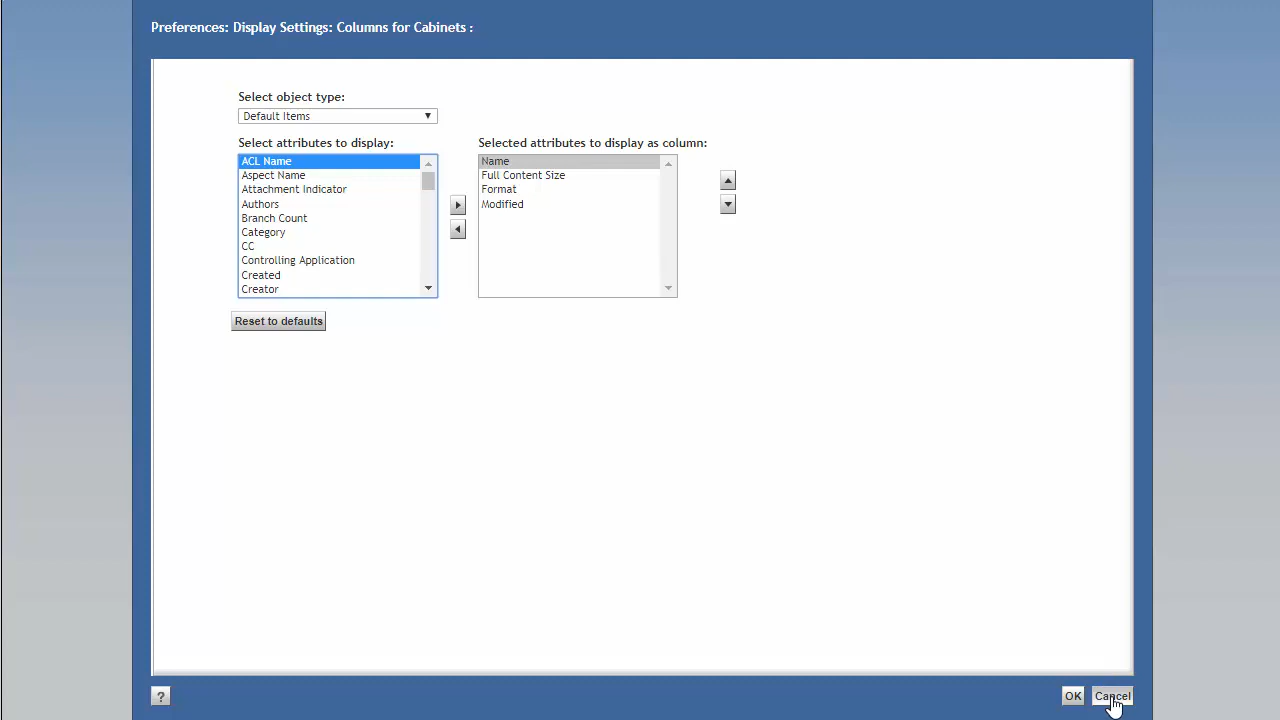 Preferences: Display Settings: Columns for Cabinets :
Select object type:
Default Items
Select attributes to display:
ACL Name
Aspect Name
Attachment Indicator
Authors
Branch Count
Category
CC
Controlling Application
Created
Creator
Selected attributes to display as column:
Name
Full Content Size
Format
Modified
Reset to defaults
?
OK
Cancel